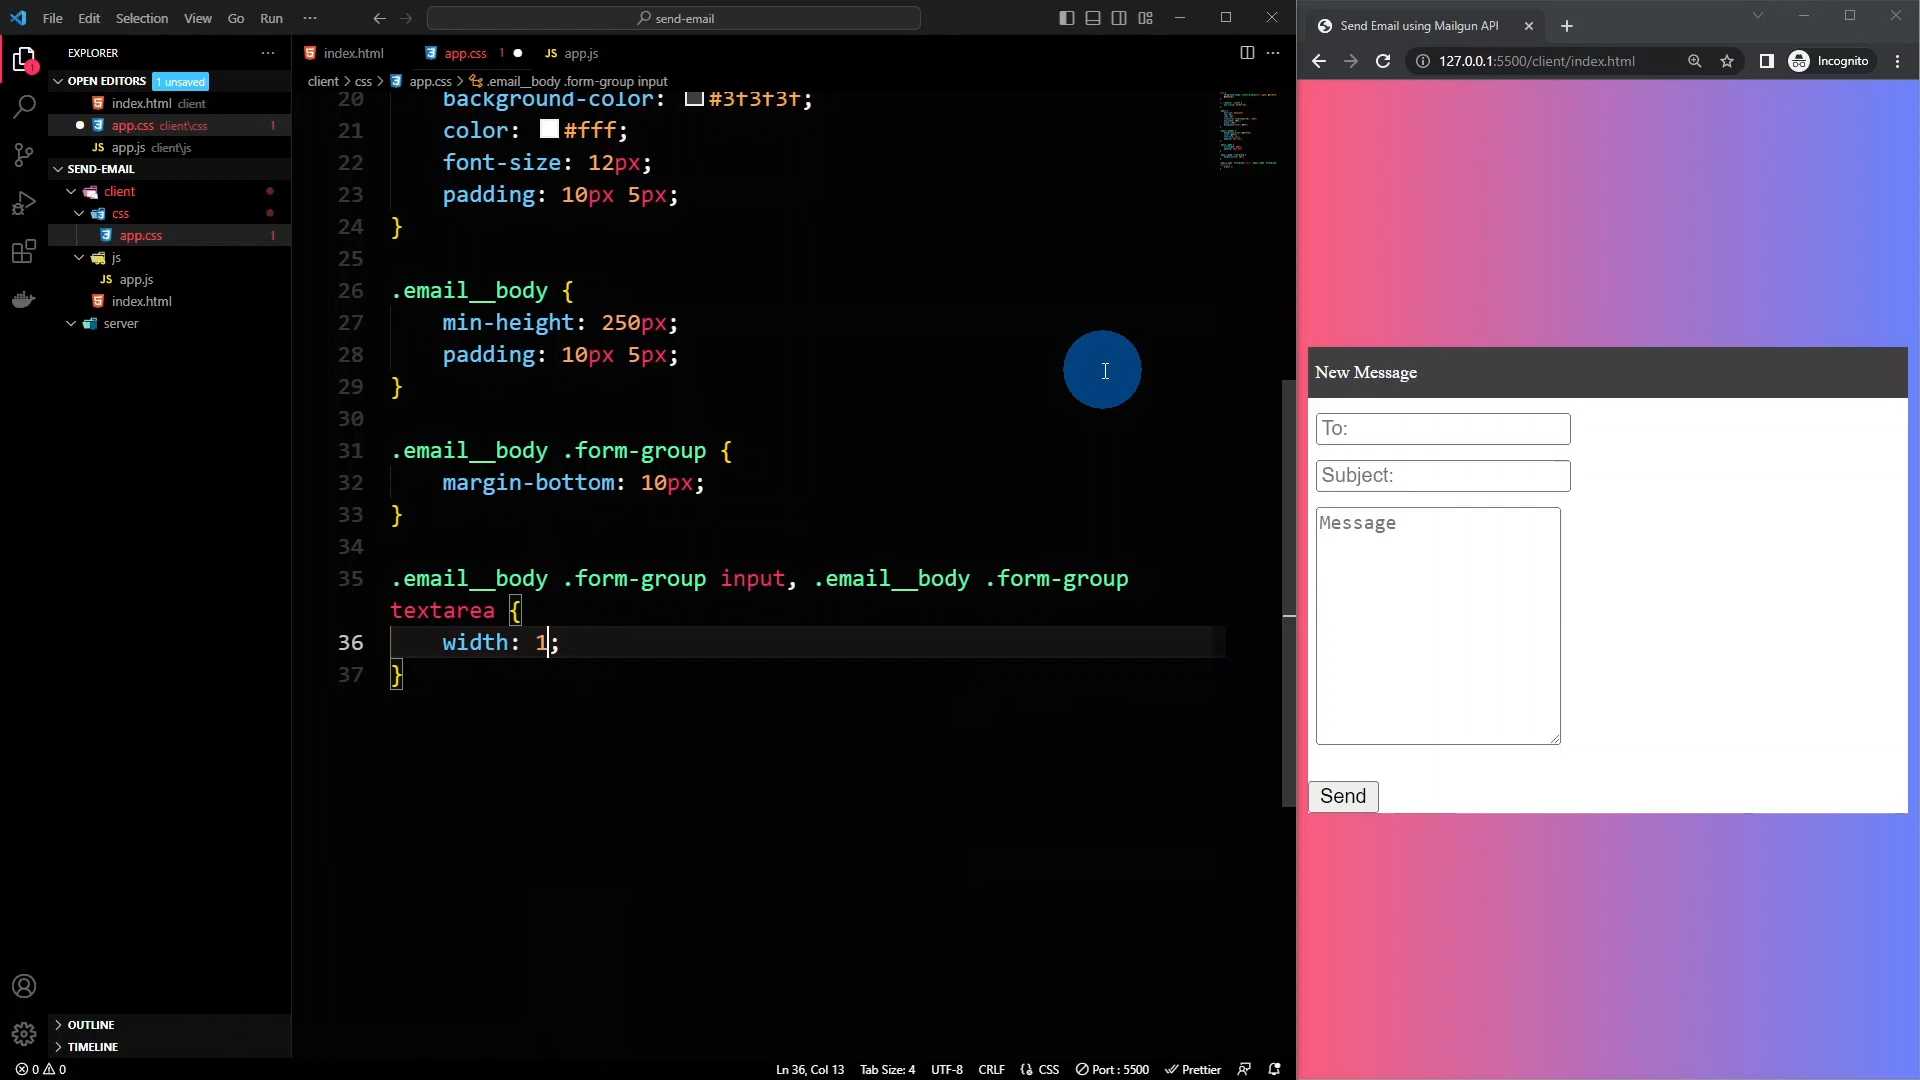 File Edit Selection View Go Run ··· send-email
EXPLORER
OPEN EDITORS 1 unsaved
index.html client
app.css client\css 1
app.js client\js
SEND-EMAIL
client
css
app.css 1
js
app.js
index.html
server
OUTLINE
TIMELINE
index.html app.css 1 app.js
client > css > app.css > .email__body .form-group input
20 background-color: #3f3f3f;
21 color: #fff;
22 font-size: 12px;
23 padding: 10px 5px;
24 }
25
26 .email__body {
27 min-height: 250px;
28 padding: 10px 5px;
29 }
30
31 .email__body .form-group {
32 margin-bottom: 10px;
33 }
34
35 .email__body .form-group input, .email__body .form-group
textarea {
36 width: 1;
37 }
0 0 Ln 36, Col 13 Tab Size: 4 UTF-8 CRLF {} CSS Port : 5500 Prettier
Send Email using Mailgun API
127.0.0.1:5500/client/index.html Incognito
New Message
To:
Subject:
Message
Send